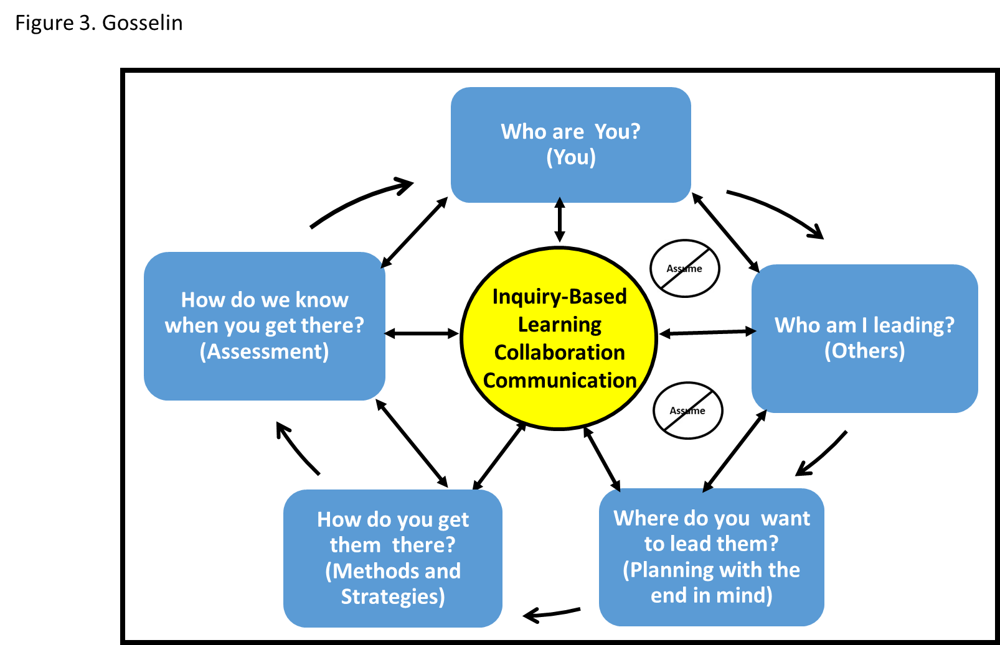 Figure 3. Gosselin
Who are  You?
(You)
Assume
How do we know
when you get there?
(Assessment)
Inquiry-Based
Learning
Collaboration
Communication
Who am I leading?
(Others)
Assume
How do you get
them  there?
(Methods and
Strategies)
Where do you  want
to lead them?
(Planning with the
end in mind)